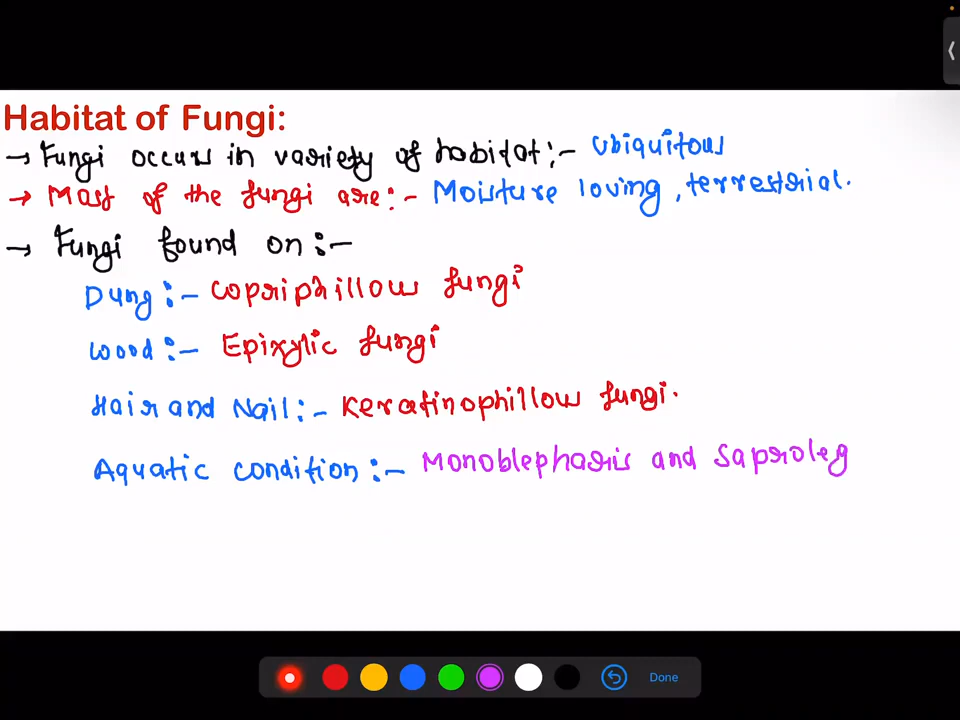 Habitat of Fungi:
→ Fungi occurs in variety of habitat:- Ubiquitous
→ Most of the fungi are:- Moisture loving, terrestrial.
→ Fungi found on:-
Dung:- Copriphillous fungi
Wood:- Epixylic fungi
Hair and Nail:- Keratinophillous fungi.
Aquatic condition:- Monoblepharis and Saproleg
Done